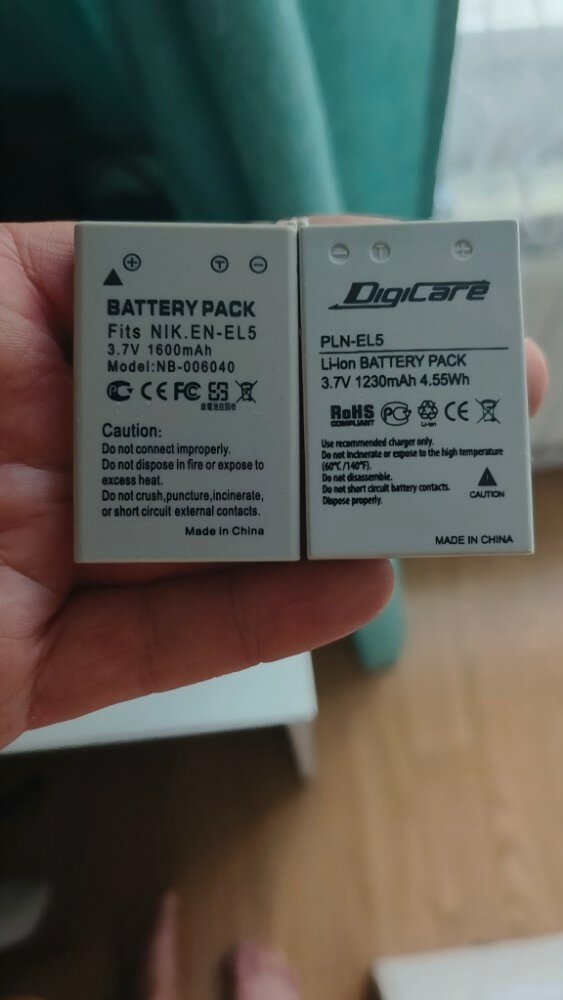 BATTERY PACK
Fits NIK.EN-EL5
3.7V 1600mAh
Model:NB-006040
Caution:
Do not connect improperly.
Do not dispose in fire or expose to
excess heat.
Do not crush,puncture,incinerate,
or short circuit external contacts.
Made in China
DIGICARE
PLN-EL5
Li-Ion BATTERY PACK
3.7V 1230mAh 4.55Wh
RoHS
COMPLIANT
Li-ion
Use recommended charger only.
Do not incinerate or expose to the high temperature
(60°C /140°F).
Do not disassemble.
Do not short circuit battery contacts.
Dispose properly.
CAUTION
MADE IN CHINA